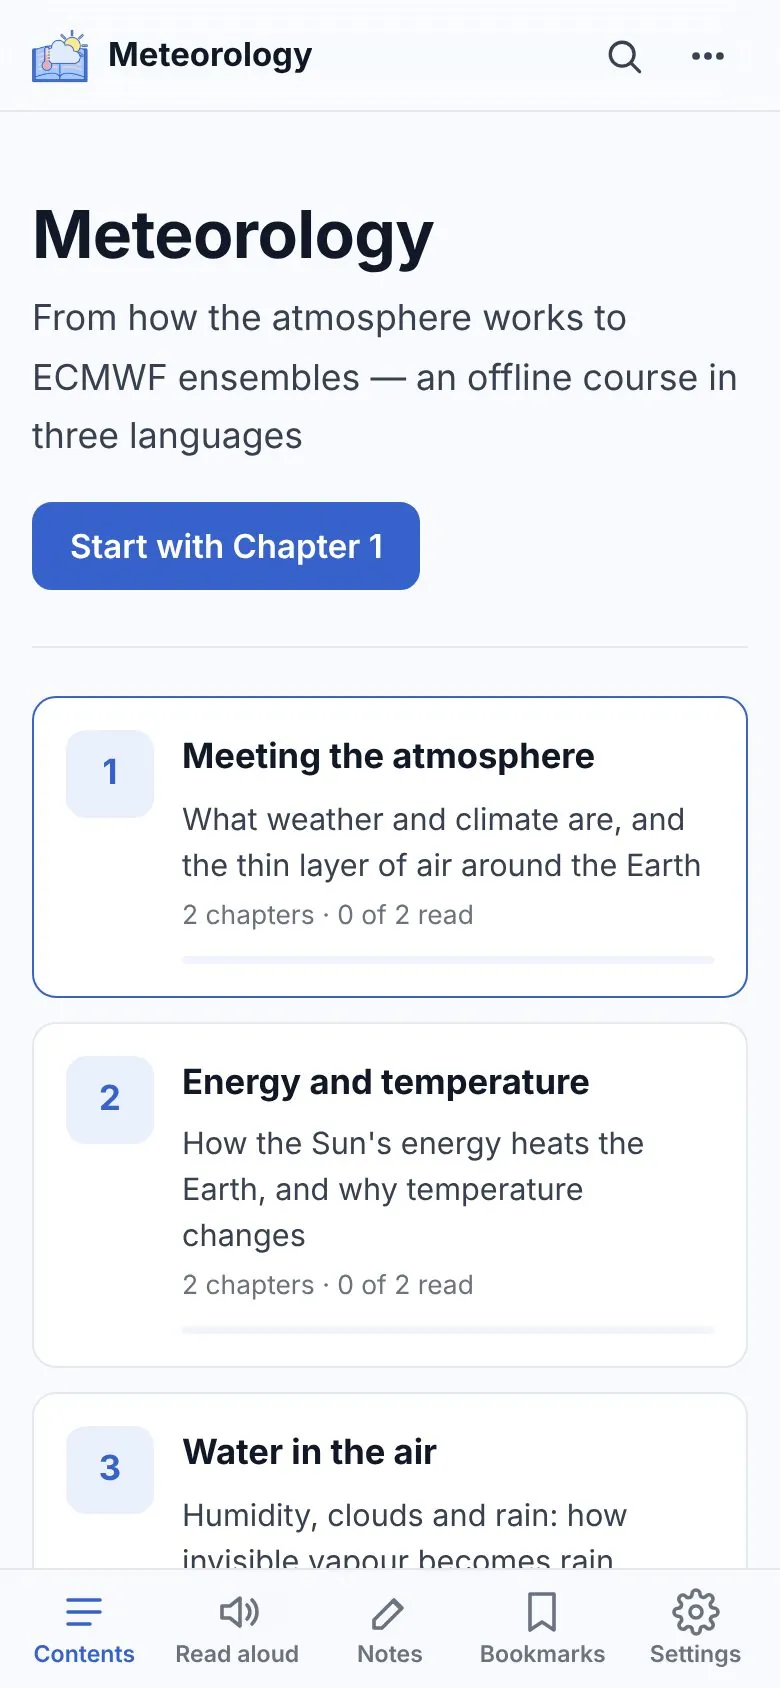 Meteorology
Meteorology
From how the atmosphere works to
ECMWF ensembles — an offline course in
three languages
Start with Chapter 1
1
Meeting the atmosphere
What weather and climate are, and
the thin layer of air around the Earth
2 chapters · 0 of 2 read
2
Energy and temperature
How the Sun's energy heats the
Earth, and why temperature
changes
2 chapters · 0 of 2 read
3
Water in the air
Humidity, clouds and rain: how
invisible vapour becomes rain
Contents
Read aloud
Notes
Bookmarks
Settings